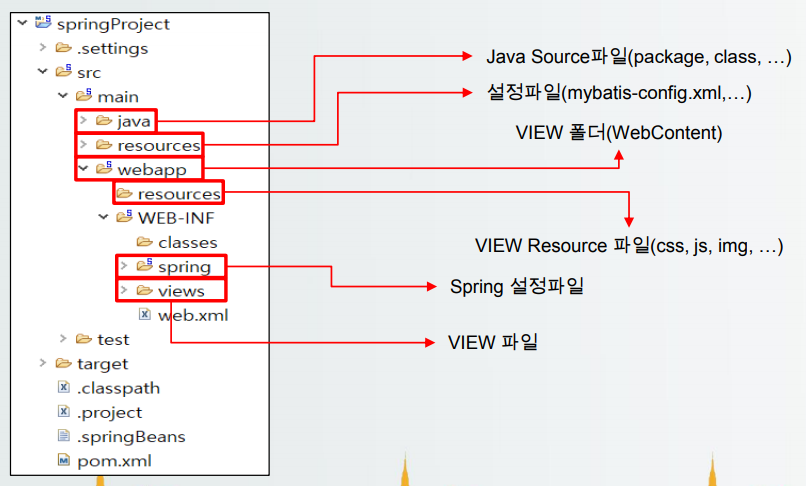 springProject
.settings
src
main
java
resources
webapp
resources
WEB-INF
classes
spring
views
web.xml
test
target
.classpath
.project
.springBeans
pom.xml
Java Source파일(package, class, …)
설정파일(mybatis-config.xml,…)
VIEW 폴더(WebContent)
VIEW Resource 파일(css, js, img, …)
Spring 설정파일
VIEW 파일